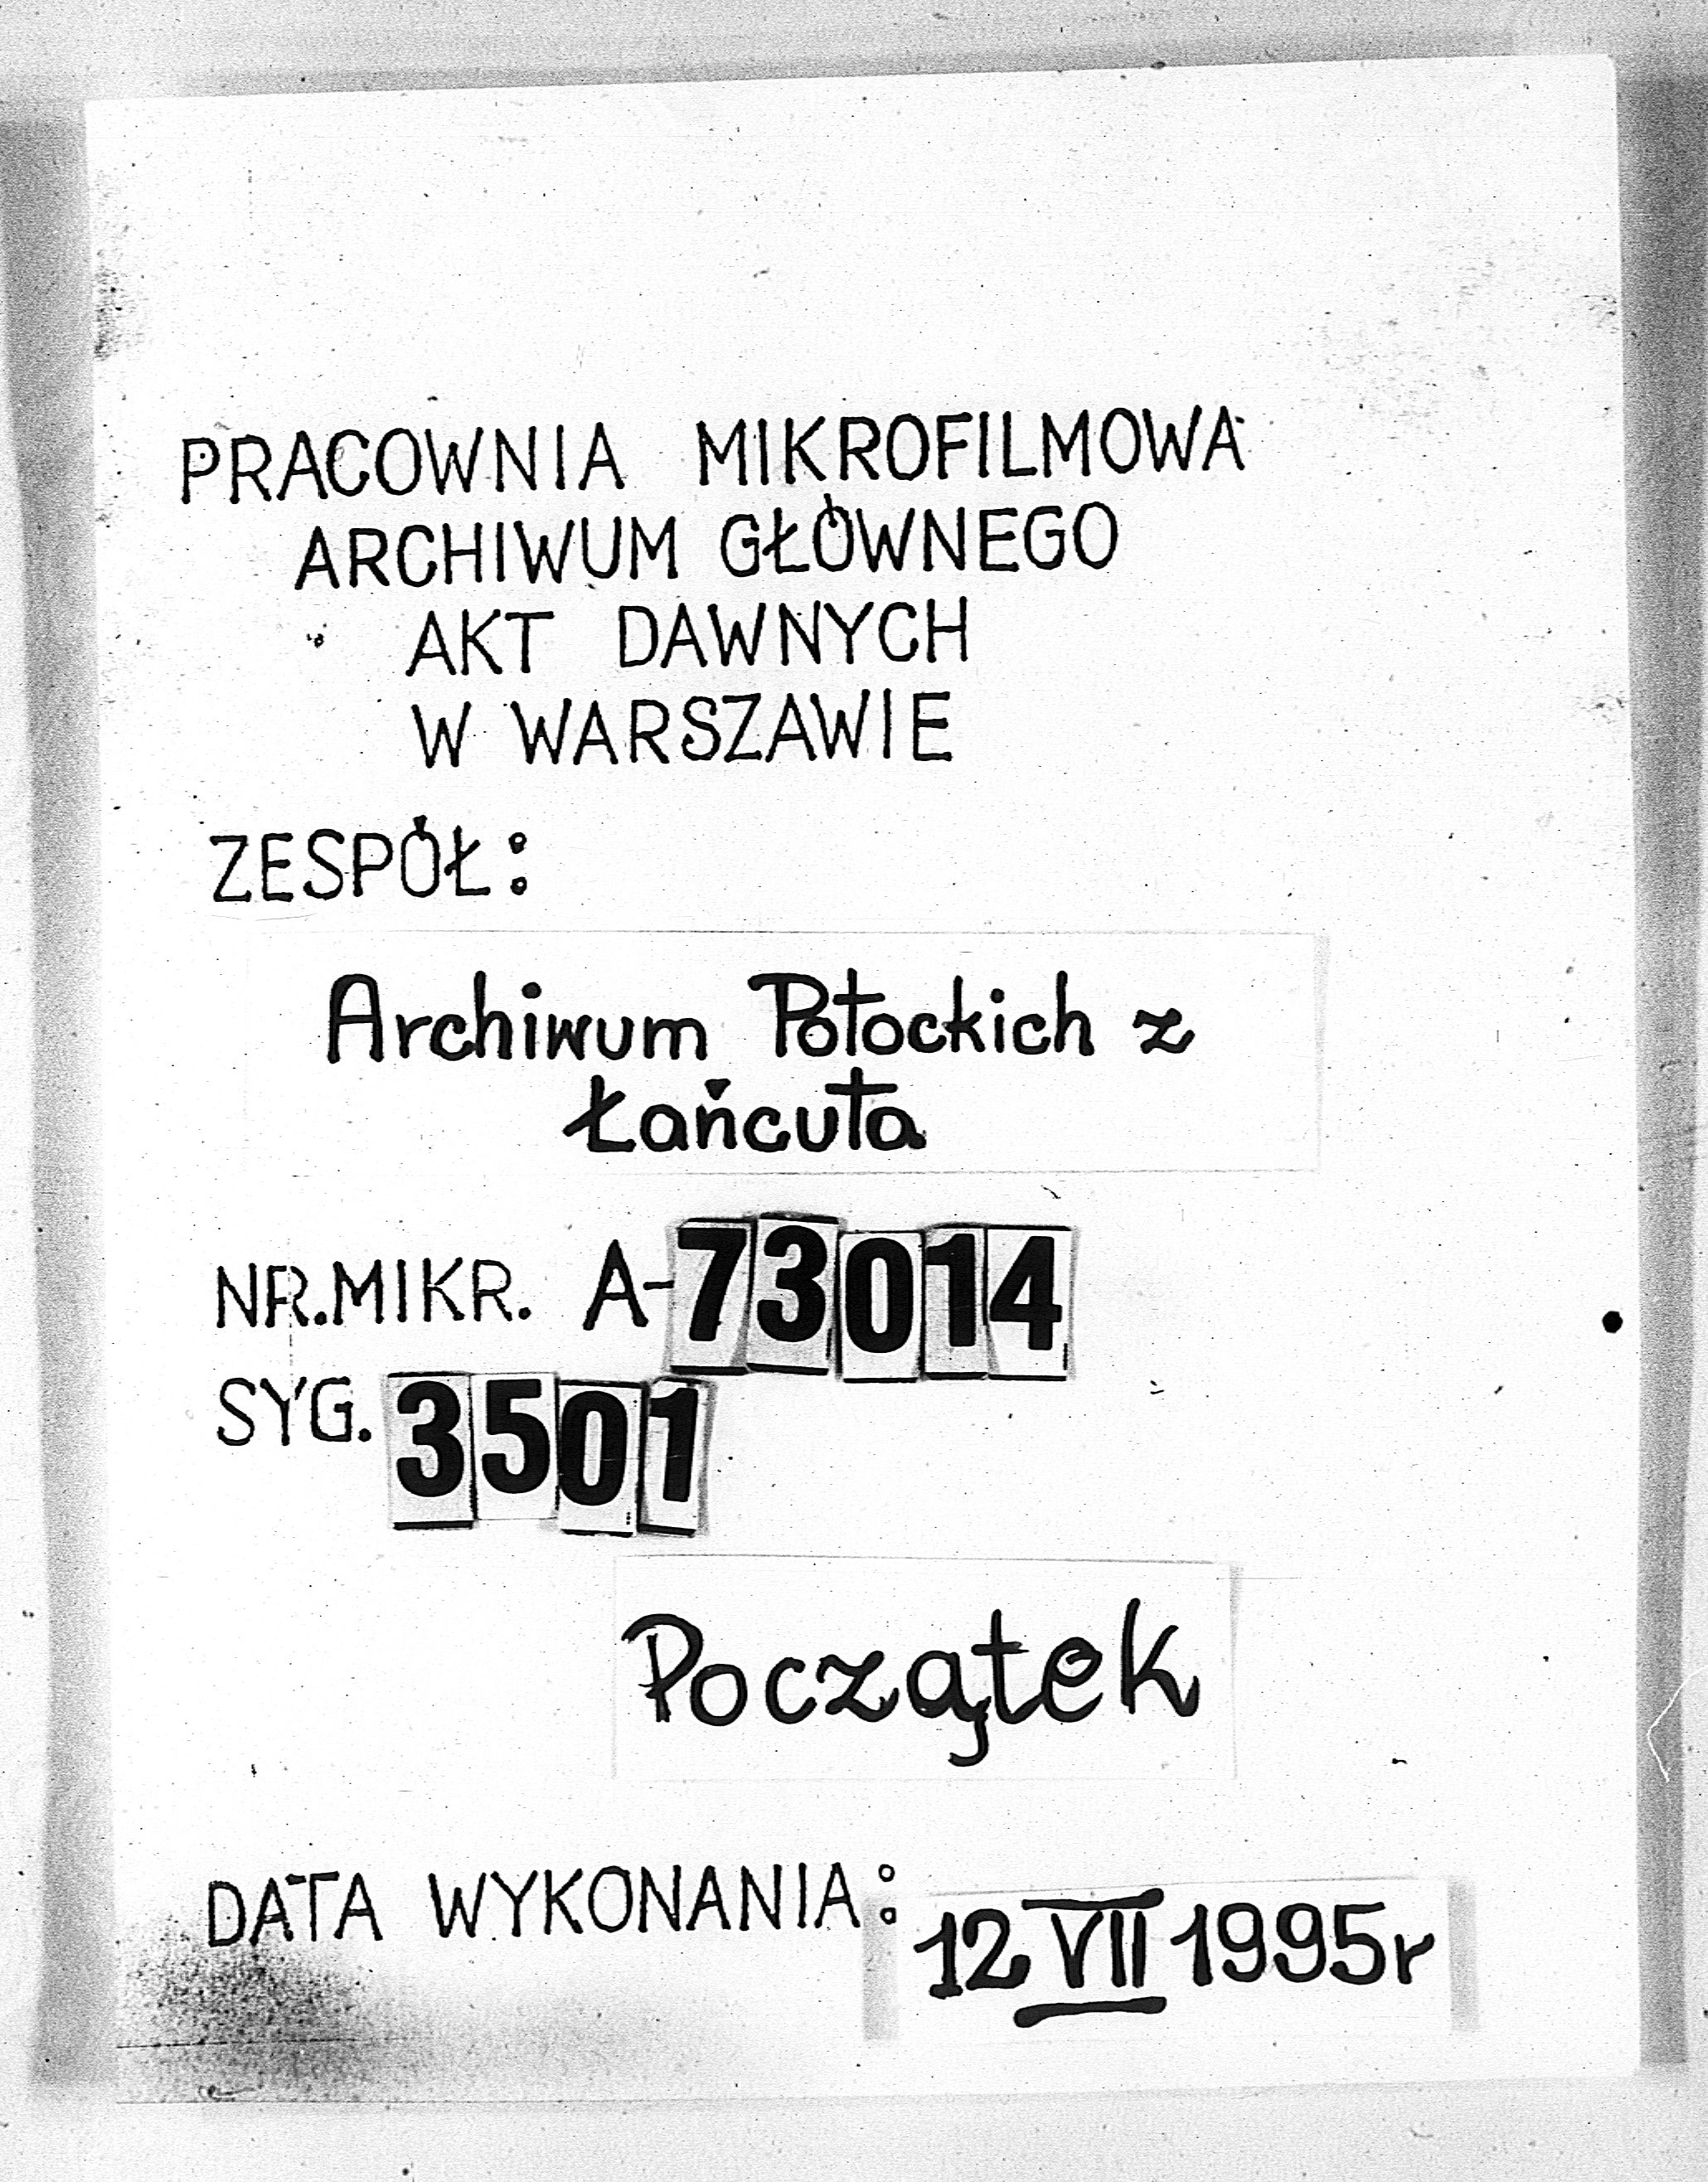 PRACOWNIA MIKROFILMOWA
ARCHIWUM GŁÓWNEGO
AKT DAWNYCH
W WARSZAWIE
ZESPÓŁ:
Archiwum Potockich z
Łańcuta
NR.MIKR. A-73014
SYG. 3501
Początek
DATA WYKONANIA: 12 VII 1995r